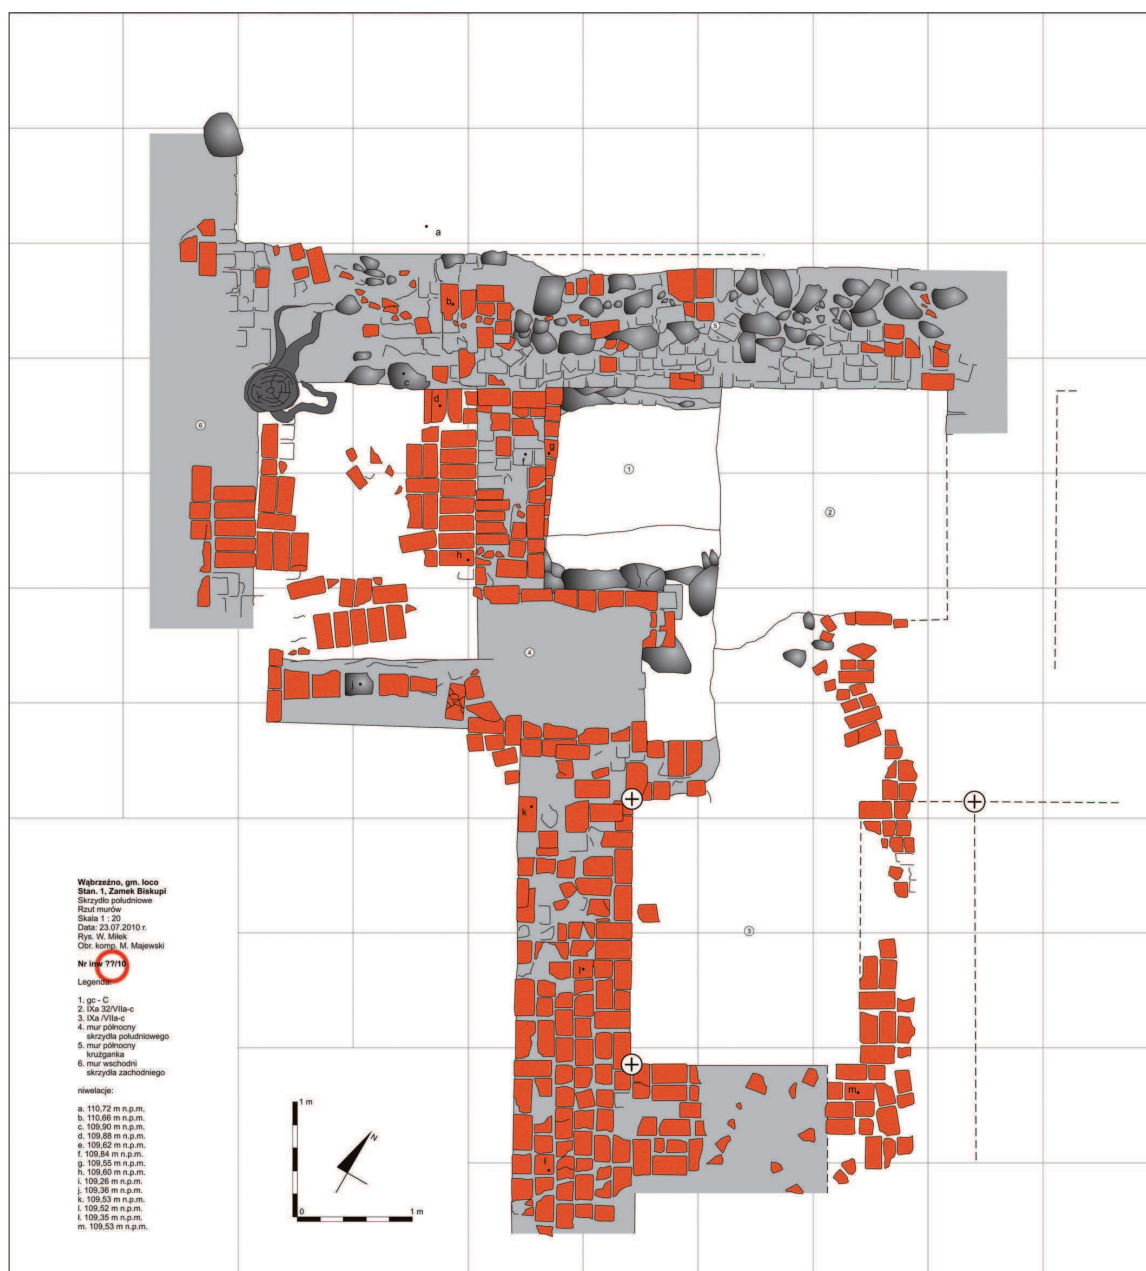 a
b
5
c
k
d
6
g
f
1
2
h
4
j
k
3
l
m
ł
Wąbrzeźno, gm. loco
Stan. 1, Zamek Biskupi
Skrzydło południowe
Rzut murów
Skala 1 : 20
Data: 23.07.2010 r.
Rys. W. Miłek
Obr. komp. M. Majewski
Nr inw ??/10
Legenda:
1. gc - C
2. IXa 32/VIIa-c
3. IXa /VIIa-c
4. mur północny
skrzydła południowego
5. mur północny
krużganka
6. mur wschodni
skrzydła zachodniego
niwelacje:
a. 110,72 m n.p.m.
b. 110,66 m n.p.m.
c. 109,90 m n.p.m.
d. 109,88 m n.p.m.
e. 109,62 m n.p.m.
f. 109,84 m n.p.m.
g. 109,55 m n.p.m.
h. 109,60 m n.p.m.
i. 109,26 m n.p.m.
j. 109,36 m n.p.m.
k. 109,53 m n.p.m.
l. 109,52 m n.p.m.
ł. 109,35 m n.p.m.
m. 109,53 m n.p.m.
1 m
N
0
1 m